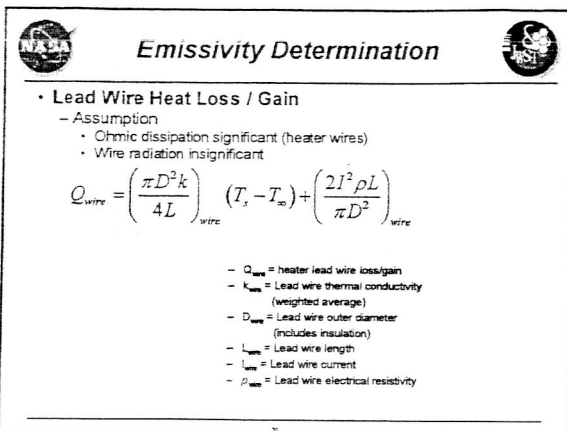 NASA
Emissivity Determination
• Lead Wire Heat Loss / Gain
– Assumption
• Ohmic dissipation significant (heater wires)
• Wire radiation insignificant
Q_wire = (πD²k / 4L)_wire (T_s − T_∞) + (2I²ρL / πD²)_wire
– Q_wire = heater lead wire loss/gain
– k_wire = Lead wire thermal conductivity
(weighted average)
– D_wire = Lead wire outer diameter
(includes insulation)
– L_wire = Lead wire length
– I_wire = Lead wire current
– ρ_wire = Lead wire electrical resistivity